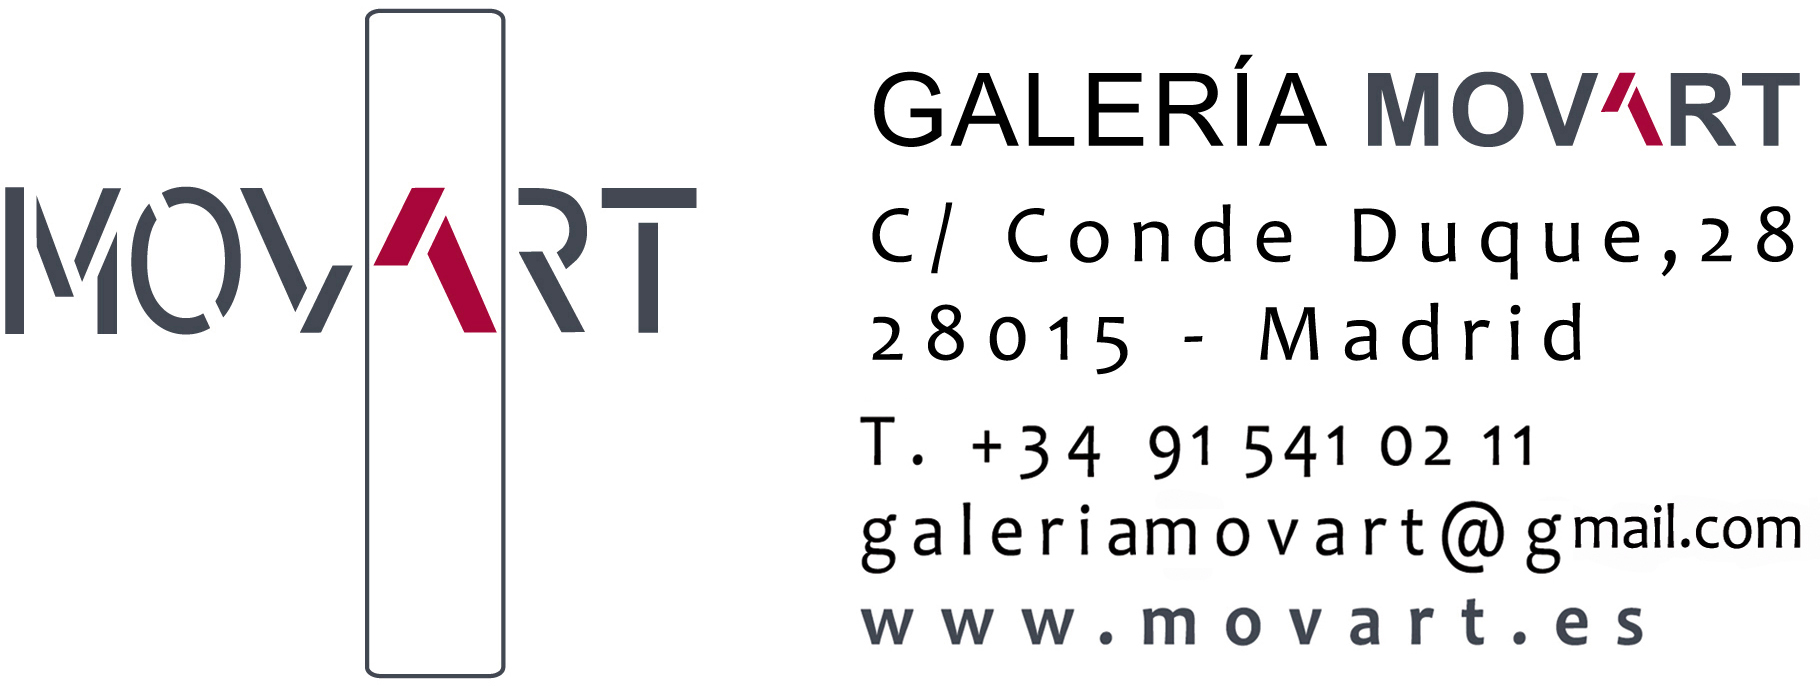 MOVART
GALERÍA MOVART
C/ Conde Duque,28
28015 - Madrid
T. +34 91 541 02 11
galeriamovart@gmail.com
www.movart.es